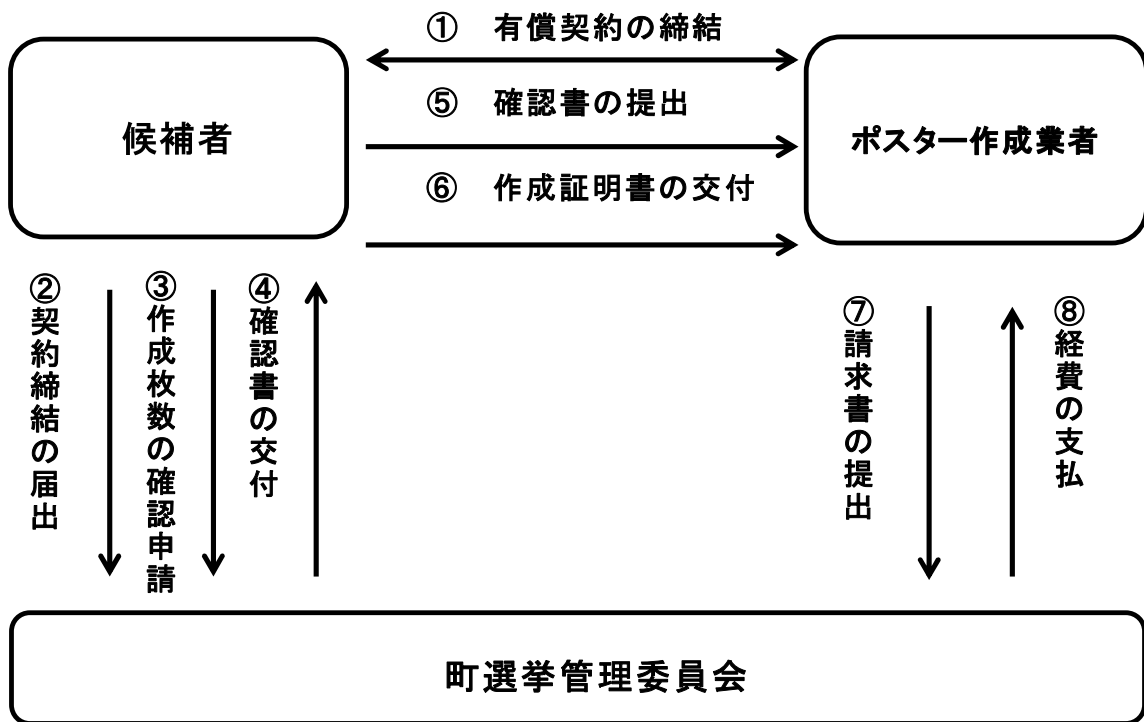 ① 有償契約の締結
候補者
⑤ 確認書の提出
ポスター作成業者
⑥ 作成証明書の交付
②契約締結の届出
③作成枚数の確認申請
④確認書の交付
⑦請求書の提出
⑧経費の支払
町選挙管理委員会